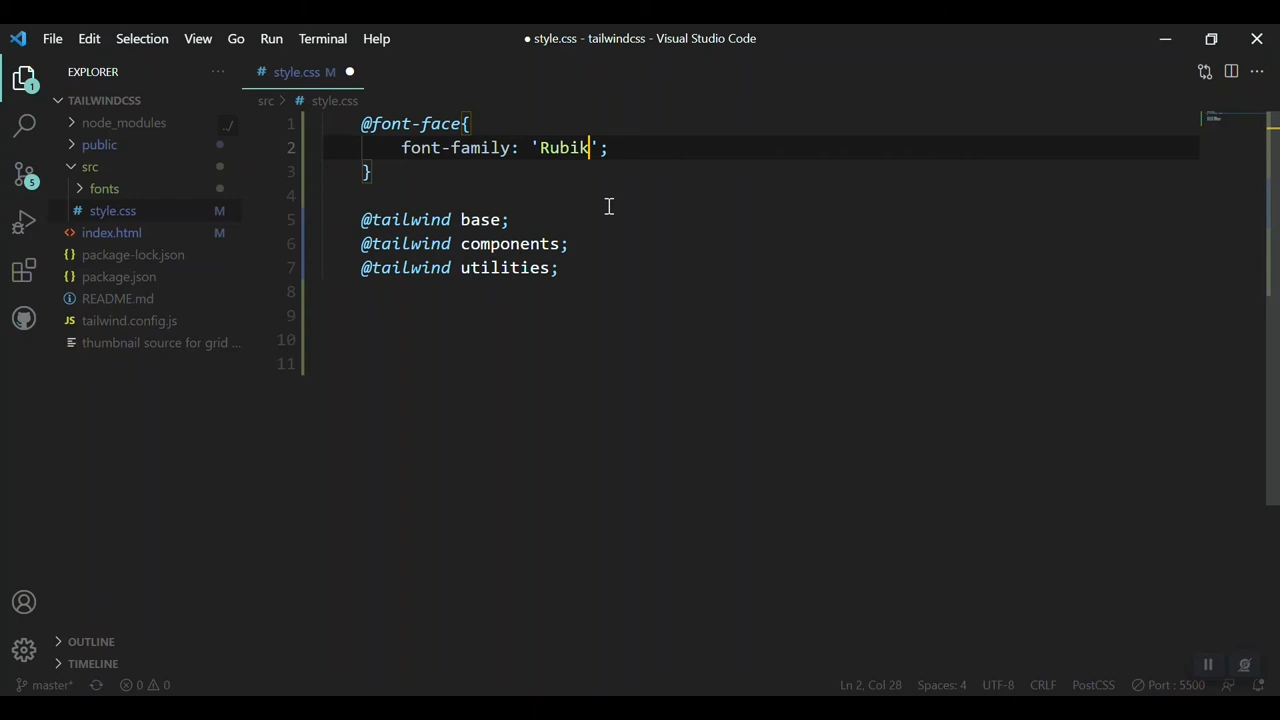 File Edit Selection View Go Run Terminal Help ● style.css - tailwindcss - Visual Studio Code
EXPLORER ··· # style.css M ●
TAILWINDCSS src > # style.css
node_modules ../
public
src
fonts
# style.css M
<> index.html M
{} package-lock.json
{} package.json
README.md
JS tailwind.config.js
thumbnail source for grid ...
1 @font-face{
2 font-family: 'Rubik';
3 }
4
5 @tailwind base;
6 @tailwind components;
7 @tailwind utilities;
8
9
10
11
1
5
OUTLINE
TIMELINE
master* 0 0 Ln 2, Col 28 Spaces: 4 UTF-8 CRLF PostCSS Port : 5500